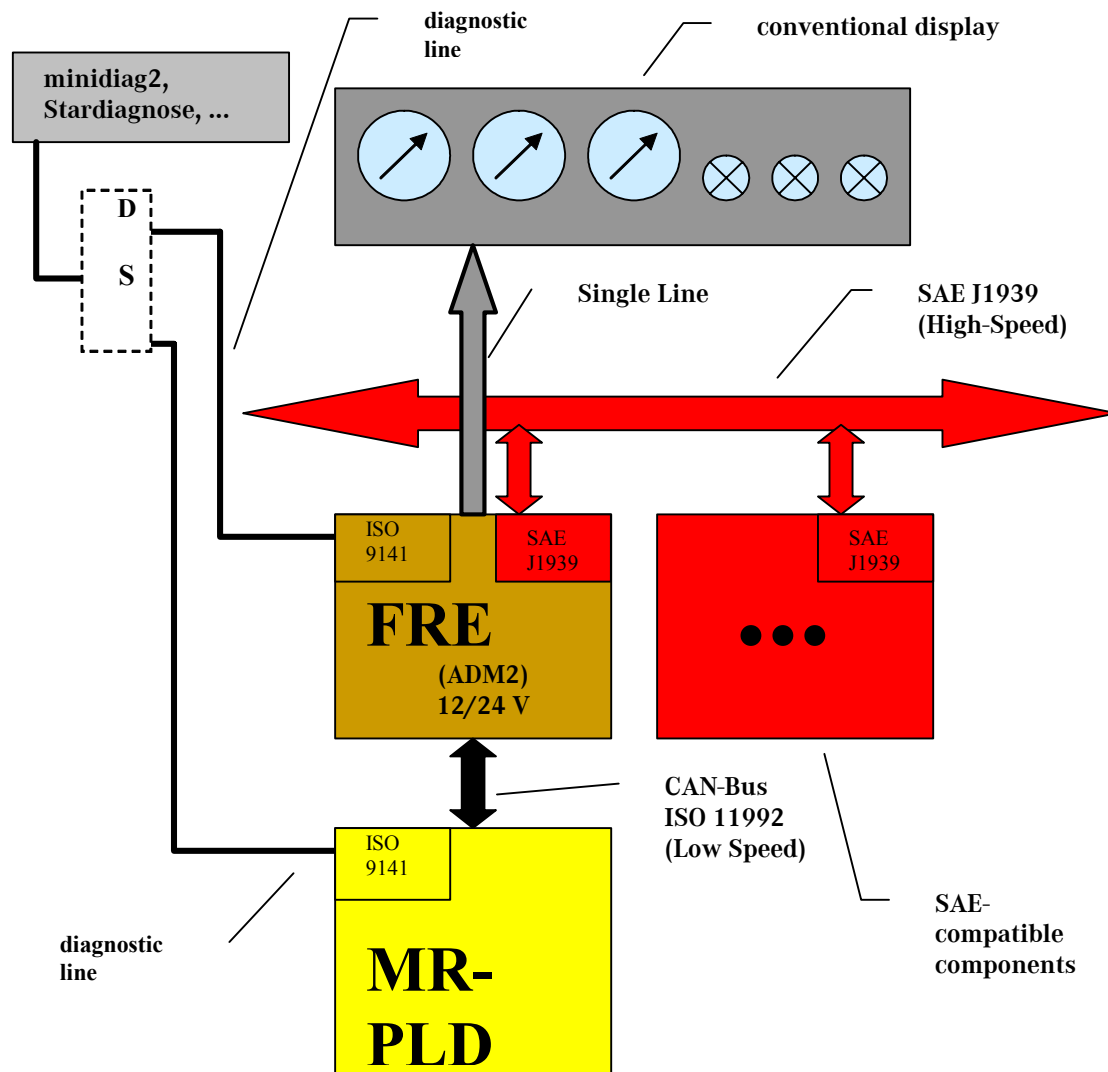 diagnostic
line
conventional display
minidiag2,
Stardiagnose, ...
D
S
Single Line
SAE J1939
(High-Speed)
ISO
9141
SAE
J1939
SAE
J1939
FRE
(ADM2)
12/24 V
CAN-Bus
ISO 11992
(Low Speed)
ISO
9141
SAE-
compatible
components
diagnostic
line
MR-
PLD